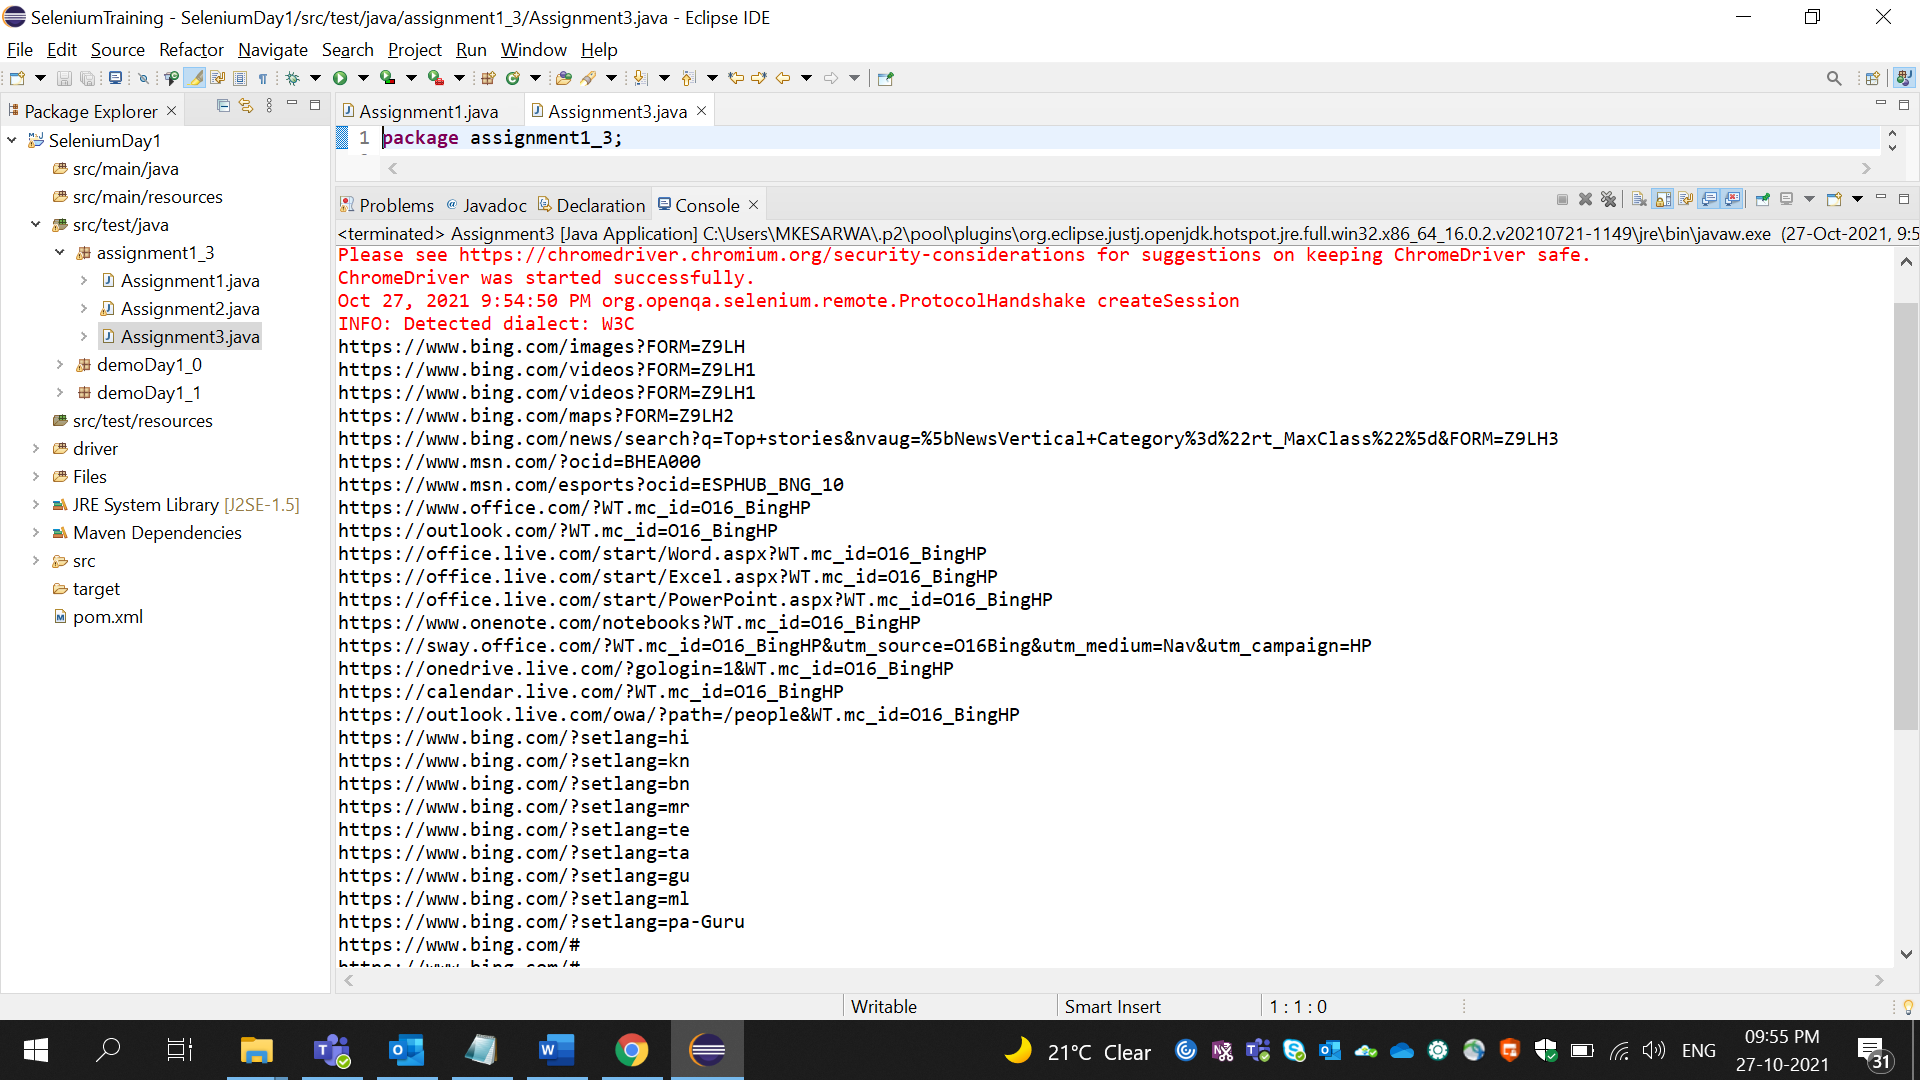 SeleniumTraining - SeleniumDay1/src/test/java/assignment1_3/Assignment3.java - Eclipse IDE
File Edit Source Refactor Navigate Search Project Run Window Help
Package Explorer
SeleniumDay1
src/main/java
src/main/resources
src/test/java
assignment1_3
Assignment1.java
Assignment2.java
Assignment3.java
demoDay1_0
demoDay1_1
src/test/resources
driver
Files
JRE System Library [J2SE-1.5]
Maven Dependencies
src
target
pom.xml
Assignment1.java Assignment3.java
1 package assignment1_3;
Problems Javadoc Declaration Console
<terminated> Assignment3 [Java Application] C:\Users\MKESARWA\.p2\pool\plugins\org.eclipse.justj.openjdk.hotspot.jre.full.win32.x86_64_16.0.2.v20210721-1149\jre\bin\javaw.exe (27-Oct-2021, 9:5
Please see https://chromedriver.chromium.org/security-considerations for suggestions on keeping ChromeDriver safe.
ChromeDriver was started successfully.
Oct 27, 2021 9:54:50 PM org.openqa.selenium.remote.ProtocolHandshake createSession
INFO: Detected dialect: W3C
https://www.bing.com/images?FORM=Z9LH
https://www.bing.com/videos?FORM=Z9LH1
https://www.bing.com/videos?FORM=Z9LH1
https://www.bing.com/maps?FORM=Z9LH2
https://www.bing.com/news/search?q=Top+stories&nvaug=%5bNewsVertical+Category%3d%22rt_MaxClass%22%5d&FORM=Z9LH3
https://www.msn.com/?ocid=BHEA000
https://www.msn.com/esports?ocid=ESPHUB_BNG_10
https://www.office.com/?WT.mc_id=O16_BingHP
https://outlook.com/?WT.mc_id=O16_BingHP
https://office.live.com/start/Word.aspx?WT.mc_id=O16_BingHP
https://office.live.com/start/Excel.aspx?WT.mc_id=O16_BingHP
https://office.live.com/start/PowerPoint.aspx?WT.mc_id=O16_BingHP
https://www.onenote.com/notebooks?WT.mc_id=O16_BingHP
https://sway.office.com/?WT.mc_id=O16_BingHP&utm_source=O16Bing&utm_medium=Nav&utm_campaign=HP
https://onedrive.live.com/?gologin=1&WT.mc_id=O16_BingHP
https://calendar.live.com/?WT.mc_id=O16_BingHP
https://outlook.live.com/owa/?path=/people&WT.mc_id=O16_BingHP
https://www.bing.com/?setlang=hi
https://www.bing.com/?setlang=kn
https://www.bing.com/?setlang=bn
https://www.bing.com/?setlang=mr
https://www.bing.com/?setlang=te
https://www.bing.com/?setlang=ta
https://www.bing.com/?setlang=gu
https://www.bing.com/?setlang=ml
https://www.bing.com/?setlang=pa-Guru
https://www.bing.com/#
https://www.bing.com/#
Writable Smart Insert 1 : 1 : 0
21°C Clear ENG 09:55 PM
27-10-2021
31